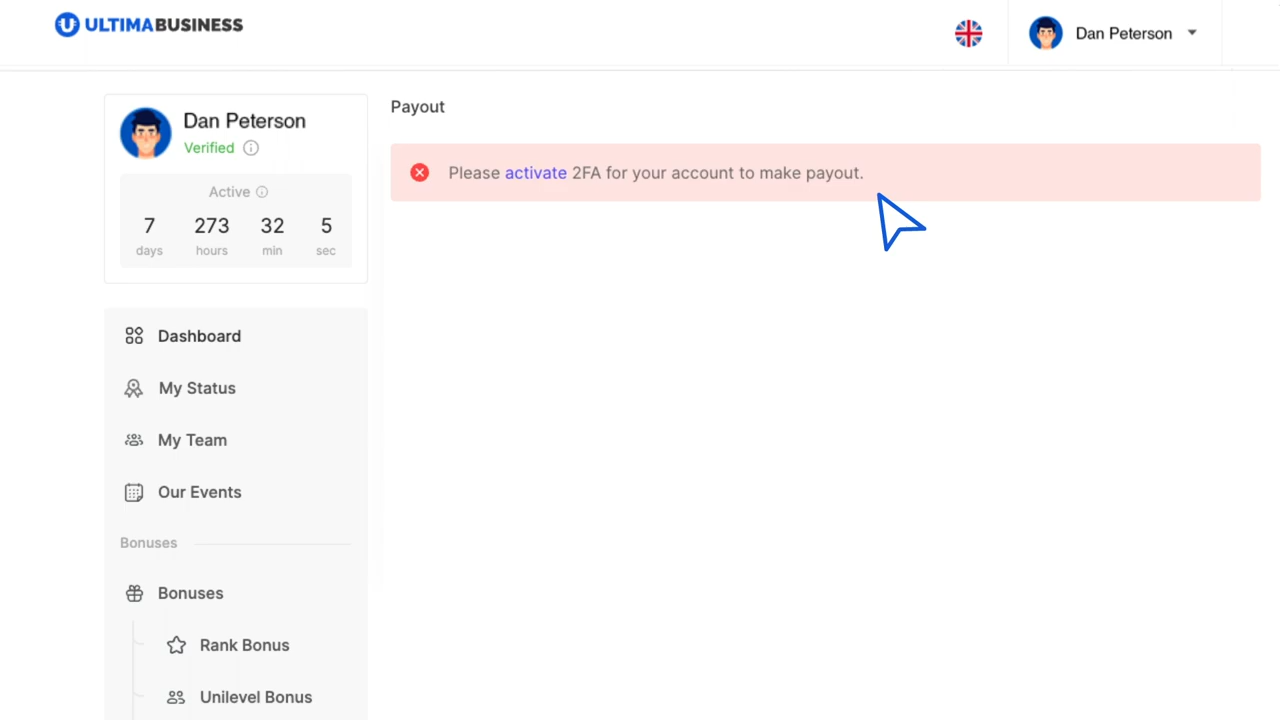 ULTIMABUSINESS
Dan Peterson
Dan Peterson
Verified
Active
7 273 32 5
days hours min sec
Payout
Please activate 2FA for your account to make payout.
Dashboard
My Status
My Team
Our Events
Bonuses
Bonuses
Rank Bonus
Unilevel Bonus